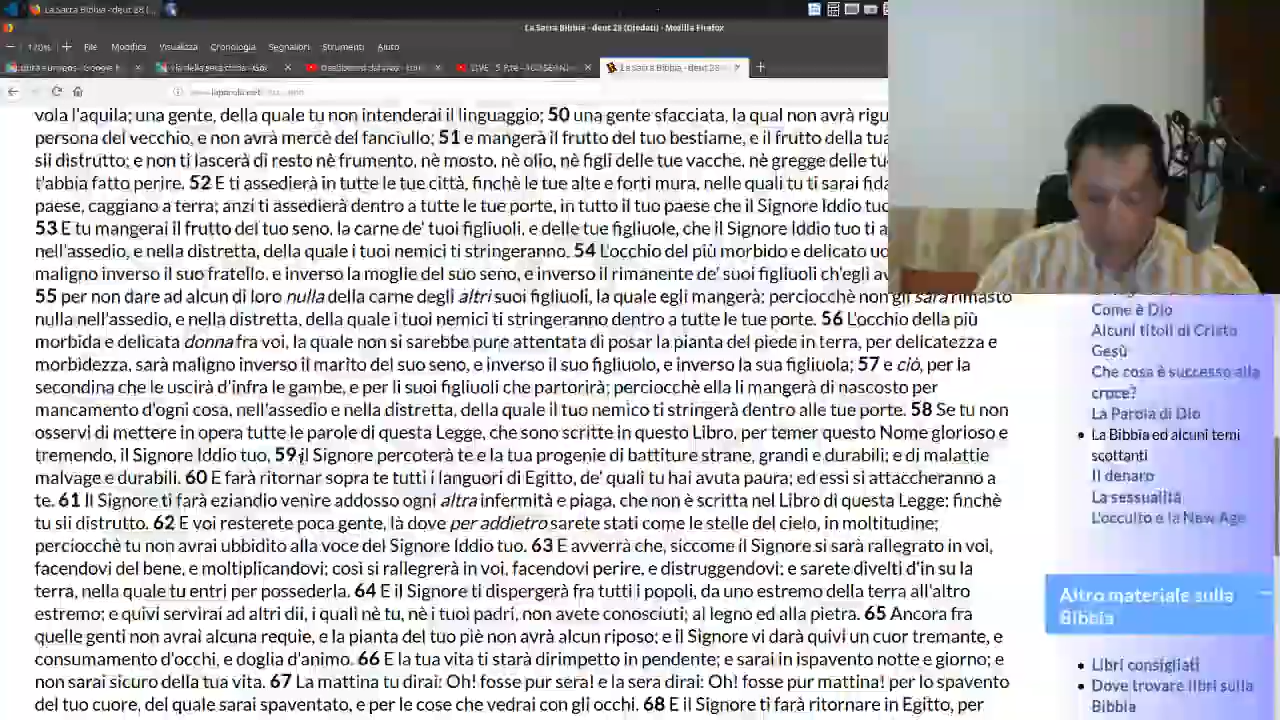 La Sacra Bibbia - deut 28 (
La Sacra Bibbia - deut 28 (Diodati) - Mozilla Firefox
120% File Modifica Visualizza Cronologia Segnalibri Strumenti Aiuto
La Sacra Bibbia - deut 28
vola l'aquila; una gente, della quale tu non intenderai il linguaggio; 50 una gente sfacciata, la qual non avrà rigu
persona del vecchio, e non avrà mercè del fanciullo; 51 e mangerà il frutto del tuo bestiame, e il frutto della tua
sii distrutto; e non ti lascerà di resto nè frumento, nè mosto, nè olio, nè figli delle tue vacche, nè gregge delle tu
t'abbia fatto perire. 52 E ti assedierà in tutte le tue città, finchè le tue alte e forti mura, nelle quali tu ti sarai fida
paese, caggiano a terra; anzi ti assedierà dentro a tutte le tue porte, in tutto il tuo paese che il Signore Iddio tuo
53 E tu mangerai il frutto del tuo seno, la carne de' tuoi figliuoli, e delle tue figliuole, che il Signore Iddio tuo ti a
nell'assedio, e nella distretta, della quale i tuoi nemici ti stringeranno. 54 L'occhio del più morbido e delicato uo
maligno inverso il suo fratello, e inverso la moglie del suo seno, e inverso il rimanente de' suoi figliuoli ch'egli av
55 per non dare ad alcun di loro nulla della carne degli altri suoi figliuoli, la quale egli mangerà; perciocchè non gli sarà rimasto
nulla nell'assedio, e nella distretta, della quale i tuoi nemici ti stringeranno dentro a tutte le tue porte. 56 L'occhio della più
morbida e delicata donna fra voi, la quale non si sarebbe pure attentata di posar la pianta del piede in terra, per delicatezza e
morbidezza, sarà maligno inverso il marito del suo seno, e inverso il suo figliuolo, e inverso la sua figliuola; 57 e ciò, per la
secondina che le uscirà d'infra le gambe, e per li suoi figliuoli che partorirà; perciocchè ella li mangerà di nascosto per
mancamento d'ogni cosa, nell'assedio e nella distretta, della quale il tuo nemico ti stringerà dentro alle tue porte. 58 Se tu non
osservi di mettere in opera tutte le parole di questa Legge, che sono scritte in questo Libro, per temer questo Nome glorioso e
tremendo, il Signore Iddio tuo, 59 il Signore percoterà te e la tua progenie di battiture strane, grandi e durabili; e di malattie
malvage e durabili. 60 E farà ritornar sopra te tutti i languori di Egitto, de' quali tu hai avuta paura; ed essi si attaccheranno a
te. 61 Il Signore ti farà eziandio venire addosso ogni altra infermità e piaga, che non è scritta nel Libro di questa Legge; finchè
tu sii distrutto. 62 E voi resterete poca gente, là dove per addietro sarete stati come le stelle del cielo, in moltitudine;
perciocchè tu non avrai ubbidito alla voce del Signore Iddio tuo. 63 E avverrà che, siccome il Signore si sarà rallegrato in voi,
facendovi del bene, e moltiplicandovi; così si rallegrerà in voi, facendovi perire, e distruggendovi; e sarete divelti d'in su la
terra, nella quale tu entri per possederla. 64 E il Signore ti dispergerà fra tutti i popoli, da uno estremo della terra all'altro
estremo; e quivi servirai ad altri dii, i quali nè tu, nè i tuoi padri, non avete conosciuti; al legno ed alla pietra. 65 Ancora fra
quelle genti non avrai alcuna requie, e la pianta del tuo piè non avrà alcun riposo; e il Signore vi darà quivi un cuor tremante, e
consumamento d'occhi, e doglia d'animo. 66 E la tua vita ti starà dirimpetto in pendente; e sarai in ispavento notte e giorno; e
non sarai sicuro della tua vita. 67 La mattina tu dirai: Oh! fosse pur sera! e la sera dirai: Oh! fosse pur mattina! per lo spavento
del tuo cuore, del quale sarai spaventato, e per le cose che vedrai con gli occhi. 68 E il Signore ti farà ritornare in Egitto, per
Come è Dio
Alcuni titoli di Cristo
Gesù
Che cosa è successo alla
croce?
La Parola di Dio
La Bibbia ed alcuni temi
scottanti
Il denaro
La sessualità
L'occulto e la New Age
Altro materiale sulla
Bibbia
Libri consigliati
Dove trovare libri sulla
Bibbia